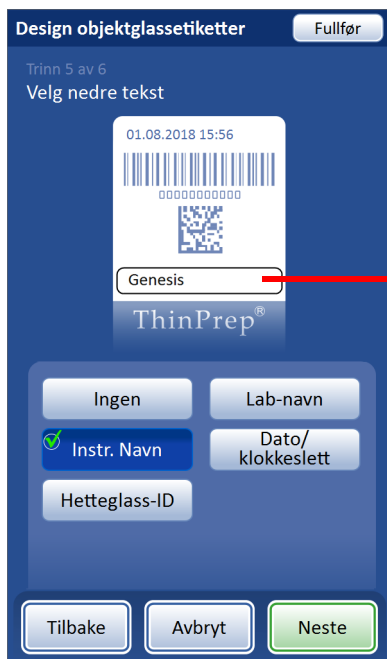 Design objektglassetiketter
Fullfør
Trinn 5 av 6
Velg nedre tekst
01.08.2018 15:56
00000000000
Genesis
ThinPrep®
Ingen
Lab-navn
Instr. Navn
Dato/
klokkeslett
Hetteglass-ID
Tilbake
Avbryt
Neste